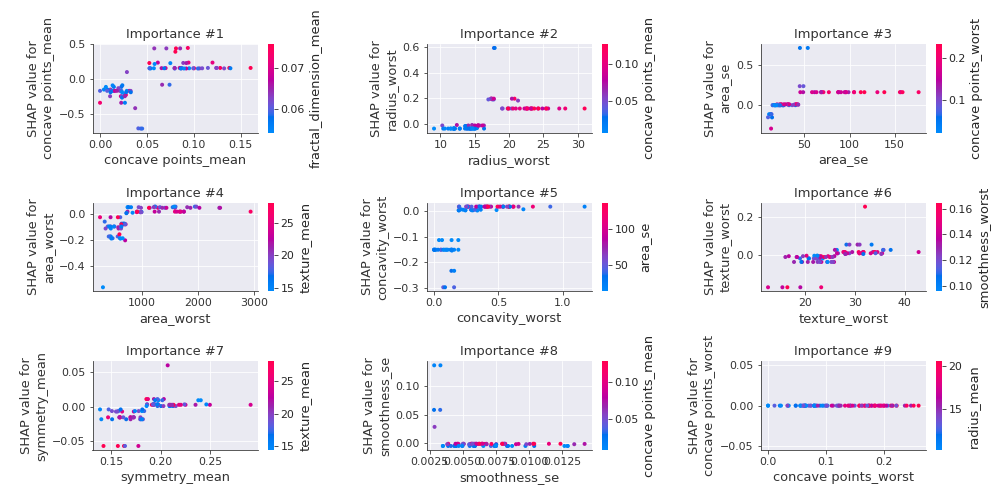 Importance #1
SHAP value for
concave points_mean
0.5
0.0
−0.5
0.00
0.05
0.10
0.15
concave points_mean
0.07
0.06
fractal_dimension_mean
Importance #2
SHAP value for
radius_worst
0.6
0.4
0.2
0.0
10
15
20
25
30
radius_worst
0.10
0.05
concave points_mean
Importance #3
SHAP value for
area_se
0.5
0.0
50
100
150
area_se
0.2
0.1
concave points_worst
Importance #4
SHAP value for
area_worst
0.0
−0.2
−0.4
1000
2000
3000
area_worst
25
20
15
texture_mean
Importance #5
SHAP value for
concavity_worst
0.0
−0.1
−0.2
−0.3
0.0
0.5
1.0
concavity_worst
100
50
area_se
Importance #6
SHAP value for
texture_worst
0.2
0.0
20
30
40
texture_worst
0.16
0.14
0.12
0.10
smoothness_worst
Importance #7
SHAP value for
symmetry_mean
0.05
0.00
−0.05
0.15
0.20
0.25
symmetry_mean
25
20
15
texture_mean
Importance #8
SHAP value for
smoothness_se
0.10
0.05
0.00
0.0025
0.0050
0.0075
0.0100
0.0125
smoothness_se
0.10
0.05
concave points_mean
Importance #9
SHAP value for
concave points_worst
0.05
0.00
−0.05
0.0
0.1
0.2
concave points_worst
20
15
radius_mean